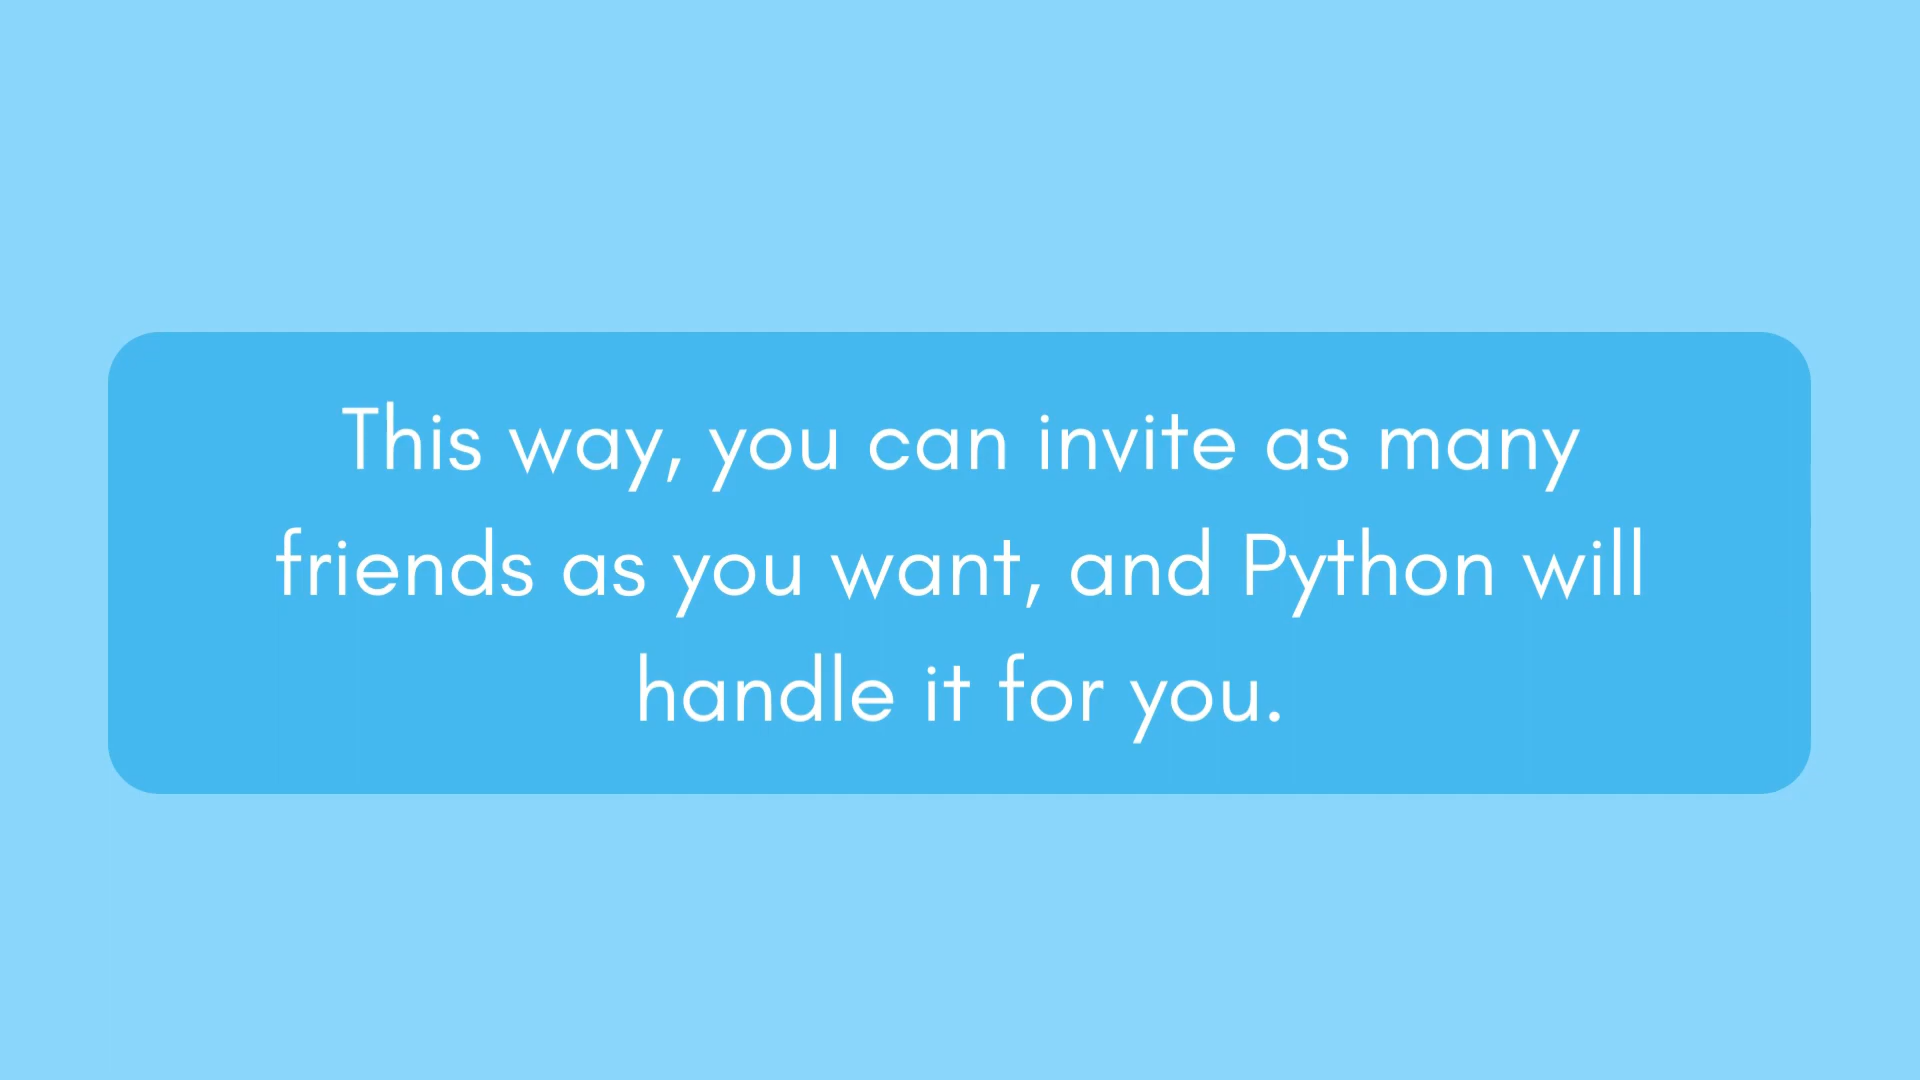 This way, you can invite as many
friends as you want, and Python will
handle it for you.